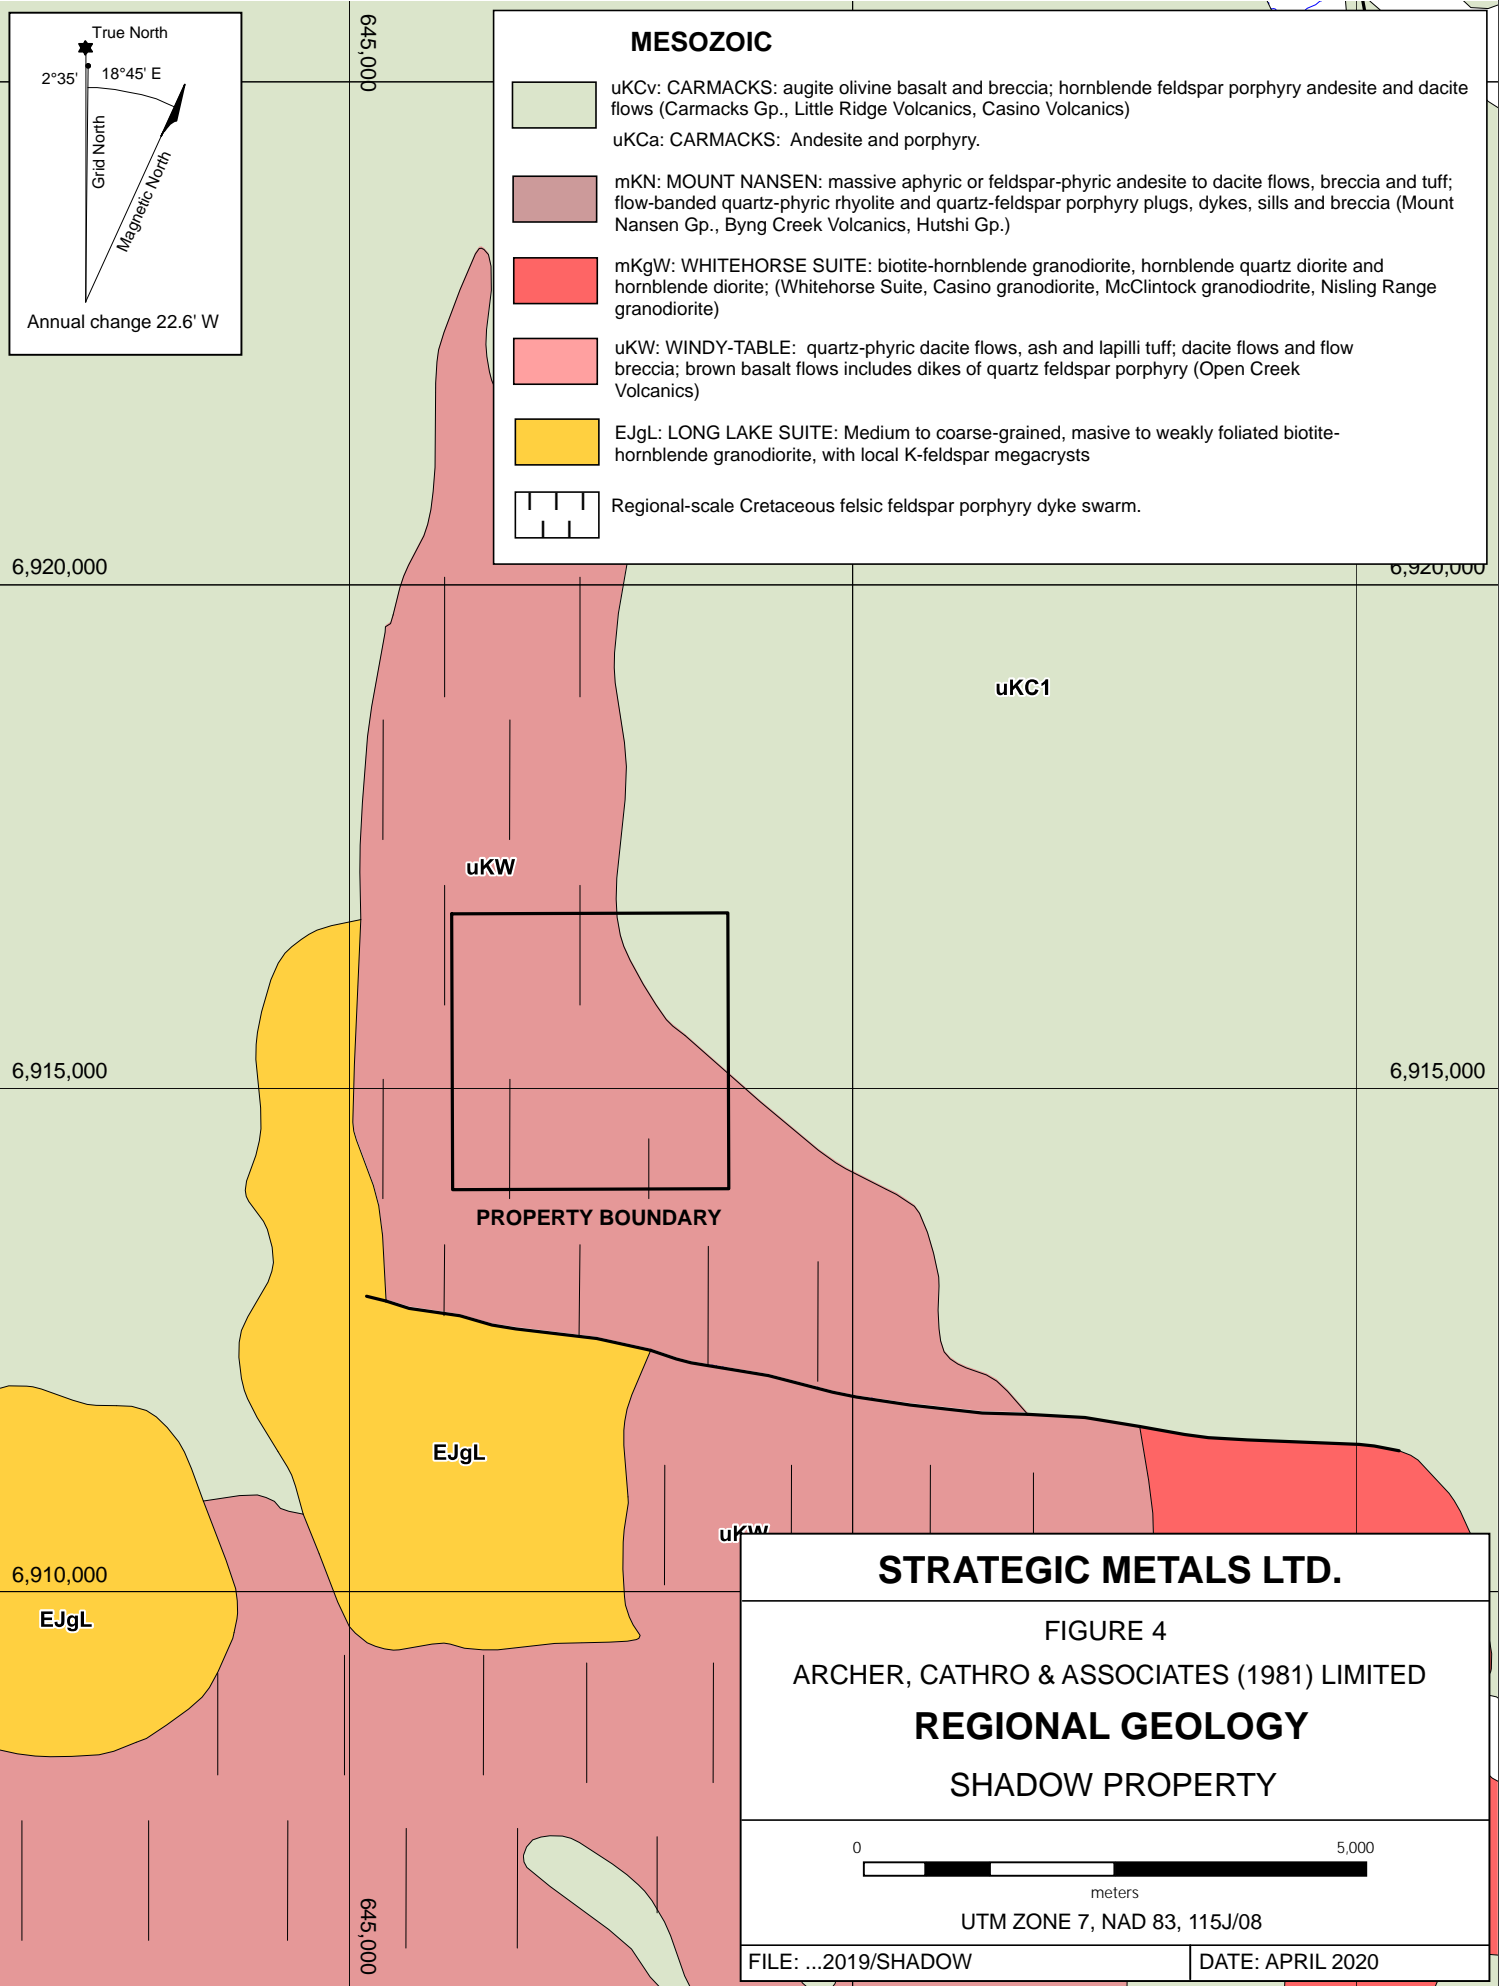 True North
2°35'
18°45' E
Grid North
Magnetic North
Annual change 22.6' W
645,000
MESOZOIC
uKCv: CARMACKS: augite olivine basalt and breccia; hornblende feldspar porphyry andesite and dacite
flows (Carmacks Gp., Little Ridge Volcanics, Casino Volcanics)
uKCa: CARMACKS: Andesite and porphyry.
mKN: MOUNT NANSEN: massive aphyric or feldspar-phyric andesite to dacite flows, breccia and tuff;
flow-banded quartz-phyric rhyolite and quartz-feldspar porphyry plugs, dykes, sills and breccia (Mount
Nansen Gp., Byng Creek Volcanics, Hutshi Gp.)
mKgW: WHITEHORSE SUITE: biotite-hornblende granodiorite, hornblende quartz diorite and
hornblende diorite; (Whitehorse Suite, Casino granodiorite, McClintock granodiodrite, Nisling Range
granodiorite)
uKW: WINDY-TABLE: quartz-phyric dacite flows, ash and lapilli tuff; dacite flows and flow
breccia; brown basalt flows includes dikes of quartz feldspar porphyry (Open Creek
Volcanics)
EJgL: LONG LAKE SUITE: Medium to coarse-grained, masive to weakly foliated biotite-
hornblende granodiorite, with local K-feldspar megacrysts
Regional-scale Cretaceous felsic feldspar porphyry dyke swarm.
6,920,000
6,920,000
uKC1
uKW
6,915,000
6,915,000
PROPERTY BOUNDARY
EJgL
uKW
6,910,000
EJgL
645,000
STRATEGIC METALS LTD.
FIGURE 4
ARCHER, CATHRO & ASSOCIATES (1981) LIMITED
REGIONAL GEOLOGY
SHADOW PROPERTY
0
5,000
meters
UTM ZONE 7, NAD 83, 115J/08
FILE: ...2019/SHADOW
DATE: APRIL 2020